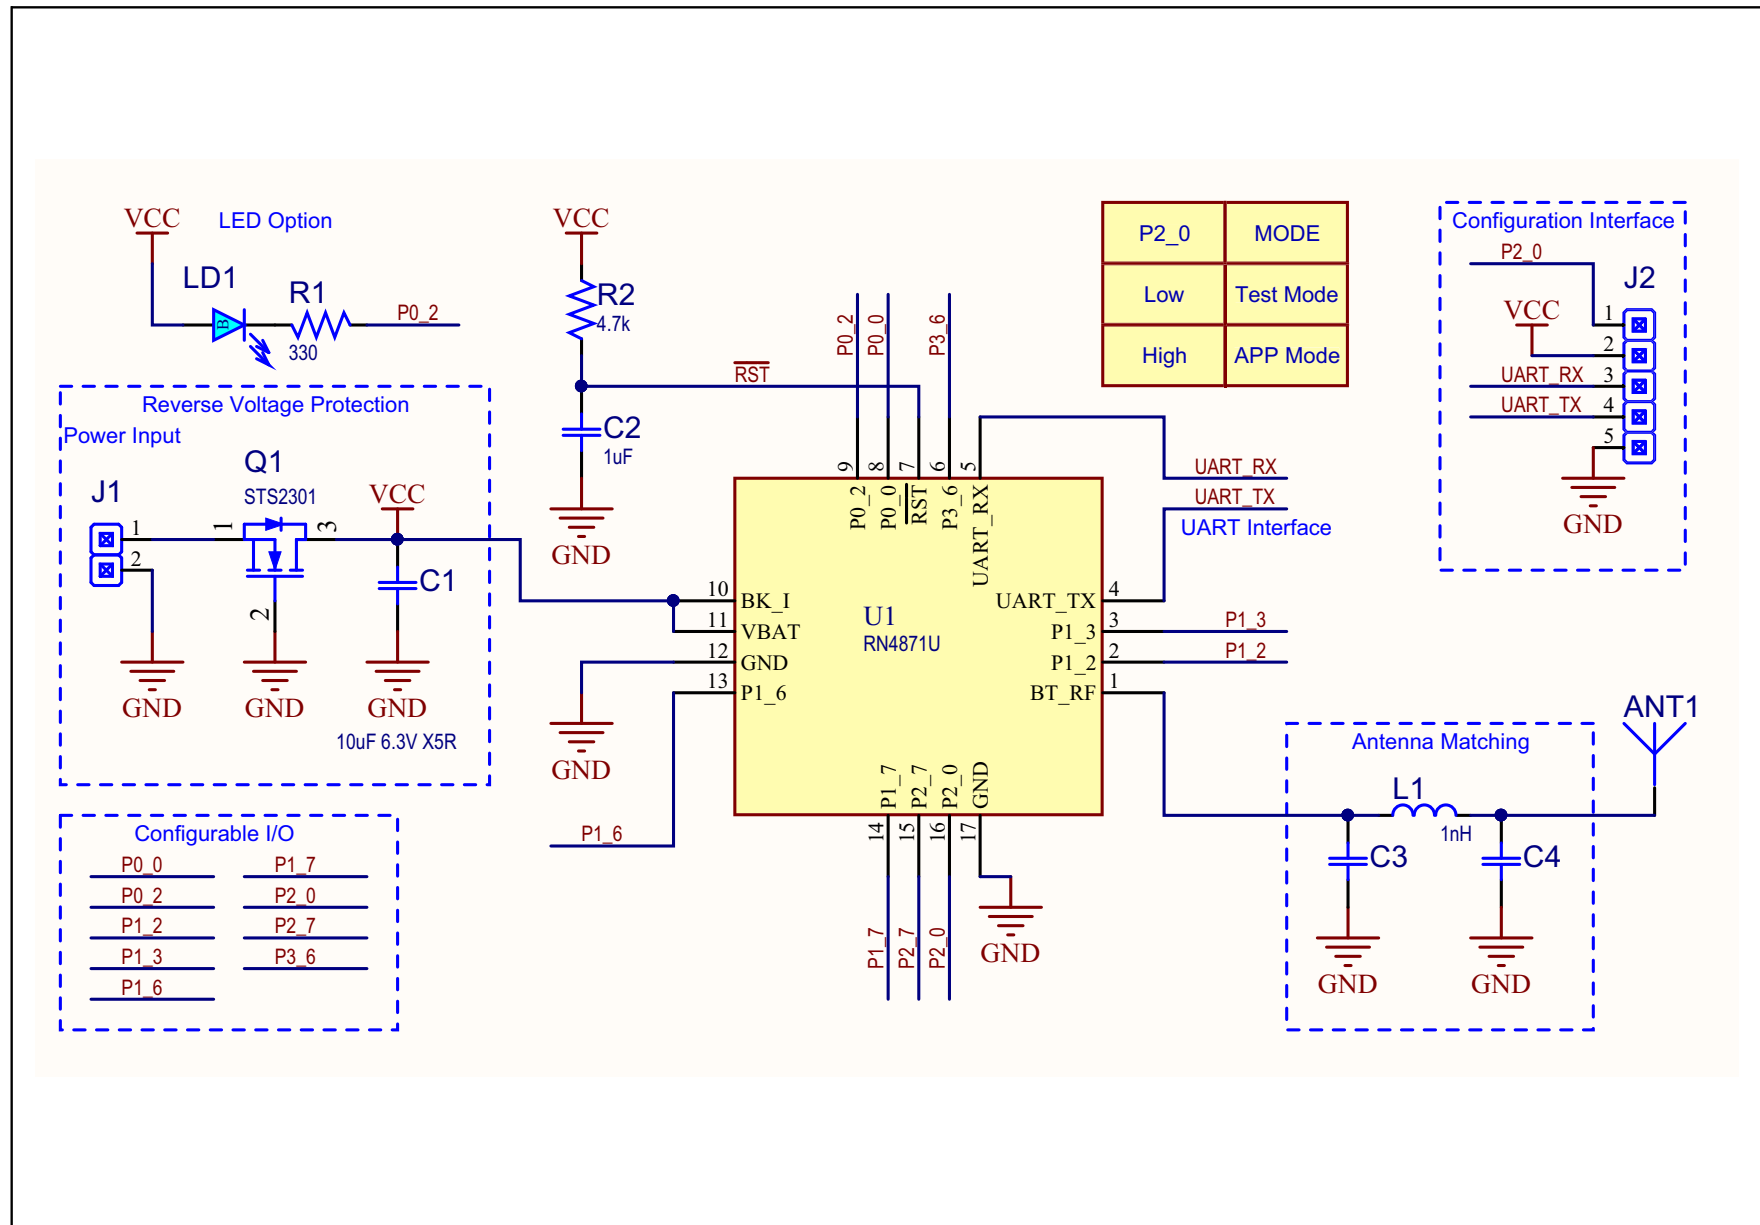 VCC
LED Option
LD1
B
R1
330
P0_2
VCC
R2
4.7k
RST
C2
1uF
GND
P2_0 MODE
Low Test Mode
High APP Mode
Configuration Interface
P2_0
J2
VCC
1
2
UART_RX 3
UART_TX 4
5
GND
Reverse Voltage Protection
Power Input
J1
1
2
GND
Q1
STS2301
1
3
2
GND
VCC
C1
GND
10uF 6.3V X5R
P0_2
P0_0
P3_6
9
8
7
6
5
P0_2
P0_0
RST
P3_6
UART_RX
UART_RX
UART_TX
UART Interface
10 BK_I
11 VBAT
12 GND
13 P1_6
U1
RN4871U
UART_TX 4
P1_3 3
P1_2 2
BT_RF 1
P1_3
P1_2
GND
P1_6
P1_7
P2_7
P2_0
GND
14
15
16
17
P1_7
P2_7
P2_0
GND
ANT1
Antenna Matching
L1
1nH
C3
C4
GND
GND
Configurable I/O
P0_0 P1_7
P0_2 P2_0
P1_2 P2_7
P1_3 P3_6
P1_6